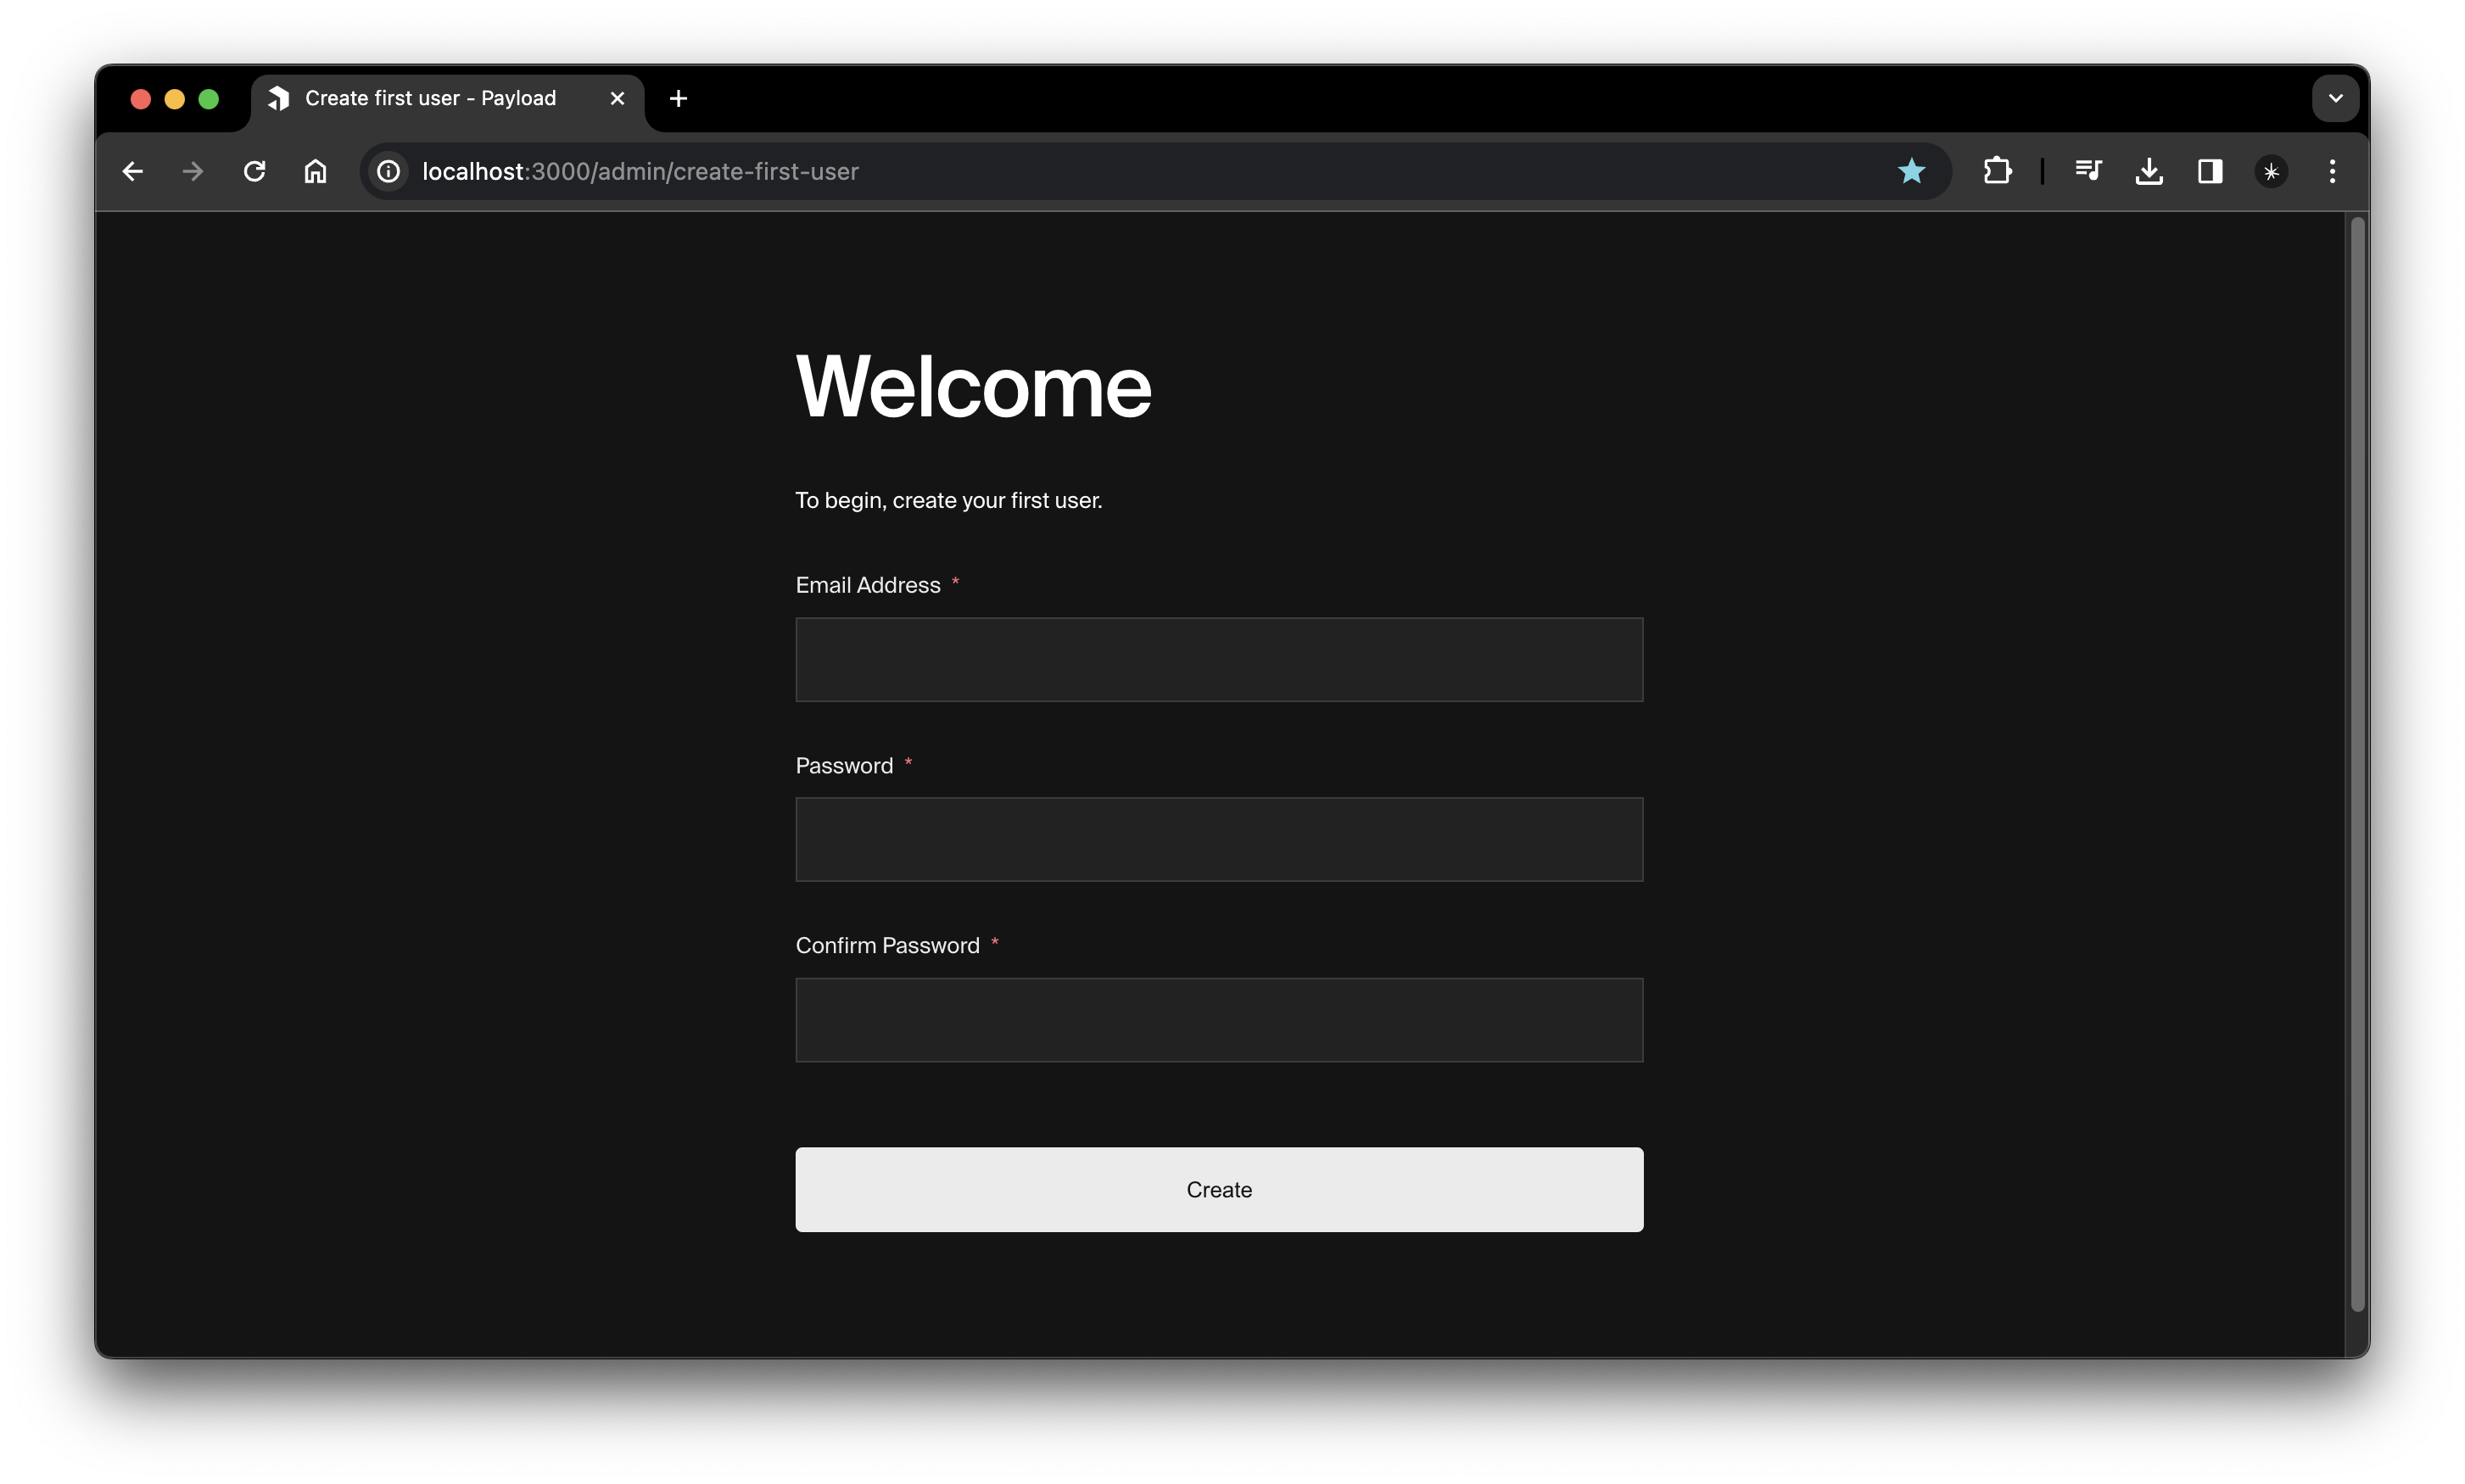 Create first user - Payload
localhost:3000/admin/create-first-user
Welcome
To begin, create your first user.
Email Address *
Password *
Confirm Password *
Create